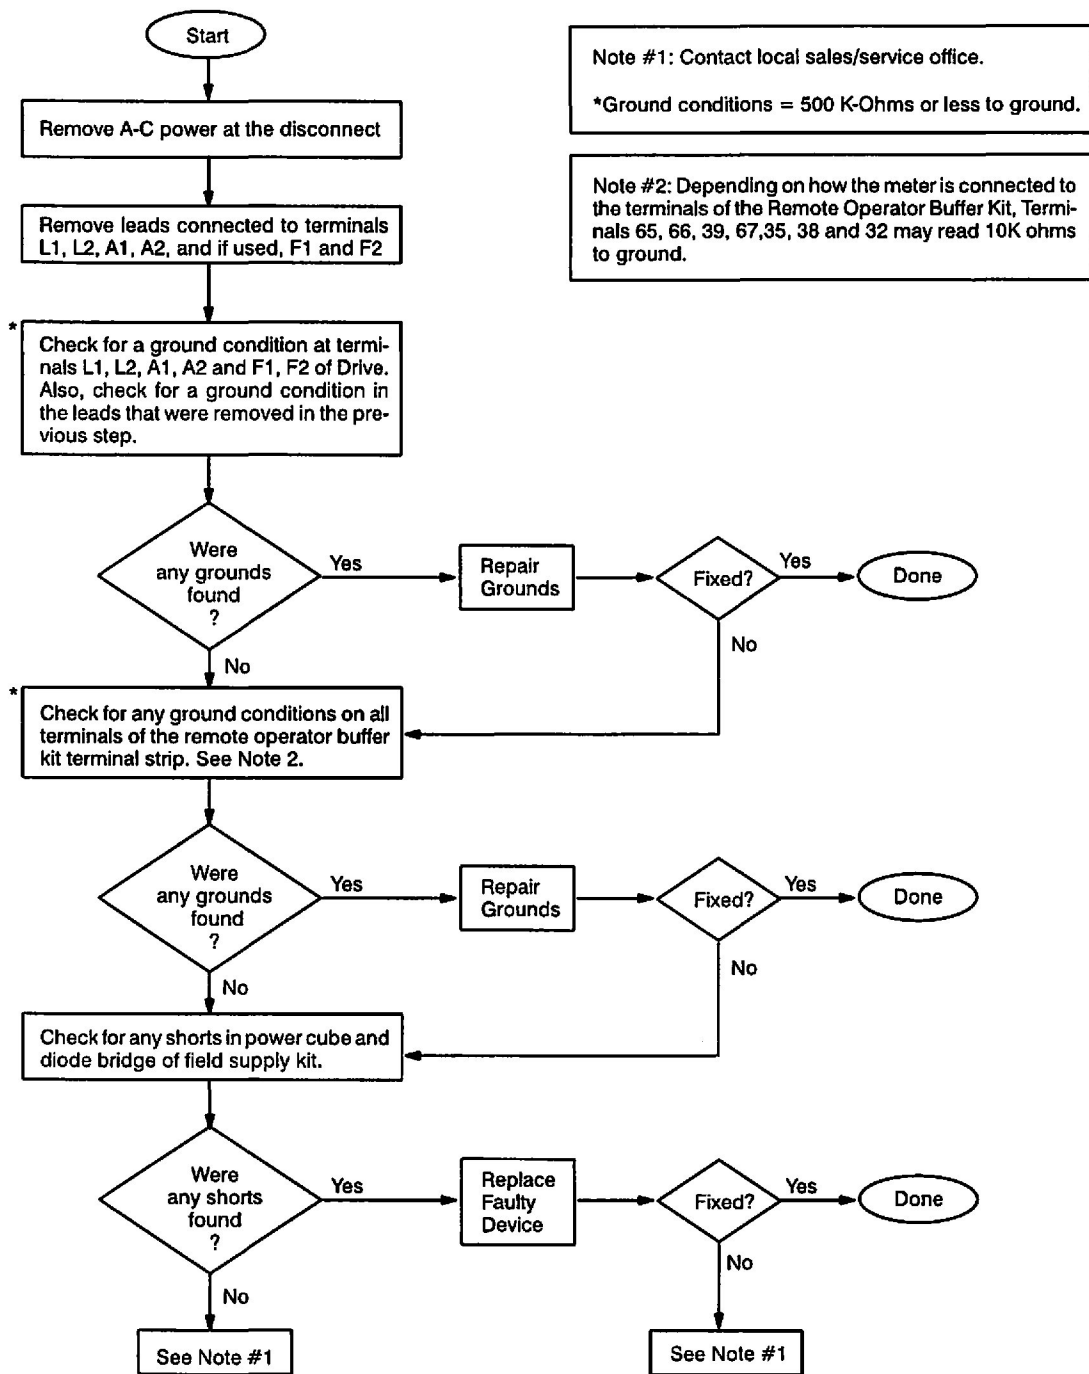 Start
Note #1: Contact local sales/service office.
*Ground conditions = 500 K-Ohms or less to ground.
Remove A-C power at the disconnect
Note #2: Depending on how the meter is connected to
the terminals of the Remote Operator Buffer Kit, Termi-
nals 65, 66, 39, 67,35, 38 and 32 may read 10K ohms
to ground.
Remove leads connected to terminals
L1, L2, A1, A2, and if used, F1 and F2
*
Check for a ground condition at termi-
nals L1, L2, A1, A2 and F1, F2 of Drive.
Also, check for a ground condition in
the leads that were removed in the pre-
vious step.
Were
any grounds
found
?
Yes
Repair
Grounds
Fixed?
Yes
Done
No
No
*
Check for any ground conditions on all
terminals of the remote operator buffer
kit terminal strip. See Note 2.
Were
any grounds
found
?
Yes
Repair
Grounds
Fixed?
Yes
Done
No
No
Check for any shorts in power cube and
diode bridge of field supply kit.
Were
any shorts
found
?
Yes
Replace
Faulty
Device
Fixed?
Yes
Done
No
No
See Note #1
See Note #1